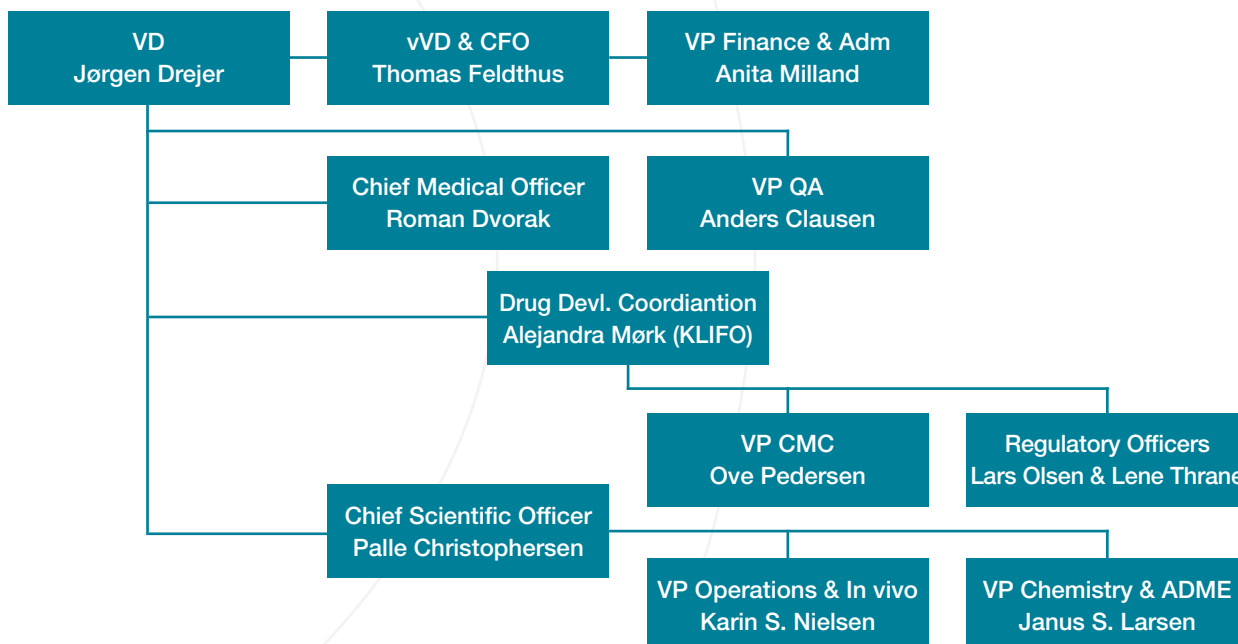 VD
Jørgen Drejer
vVD & CFO
Thomas Feldthus
VP Finance & Adm
Anita Milland
Chief Medical Officer
Roman Dvorak
VP QA
Anders Clausen
Drug Devl. Coordiantion
Alejandra Mørk (KLIFO)
VP CMC
Ove Pedersen
Regulatory Officers
Lars Olsen & Lene Thrane
Chief Scientific Officer
Palle Christophersen
VP Operations & In vivo
Karin S. Nielsen
VP Chemistry & ADME
Janus S. Larsen